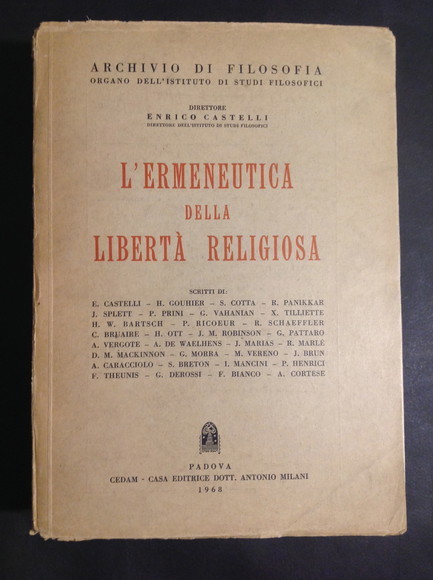 ARCHIVIO DI FILOSOFIA
ORGANO DELL'ISTITUTO DI STUDI FILOSOFICI
DIRETTORE
ENRICO CASTELLI
DIRETTORE DELL'ISTITUTO DI STUDI FILOSOFICI
L'ERMENEUTICA
DELLA
LIBERTÀ RELIGIOSA
SCRITTI DI:
E. CASTELLI – H. GOUHIER – S. COTTA – R. PANIKKAR
J. SPLETT – P. PRINI – G. VAHANIAN – X. TILLIETTE
H. W. BARTSCH – P. RICOEUR – R. SCHAEFFLER
C. BRUAIRE – H. OTT – J. M. ROBINSON – G. PATTARO
A. VERGOTE – A. DE WAELHENS – J. MARIAS – R. MARLÉ
D. M. MACKINNON – G. MORRA – M. VERENO – J. BRUN
A. CARACCIOLO – S. BRETON – I. MANCINI – P. HENRICI
F. THEUNIS – G. DEROSSI – F. BIANCO – A. CORTESE
PADOVA
CEDAM - CASA EDITRICE DOTT. ANTONIO MILANI
1968